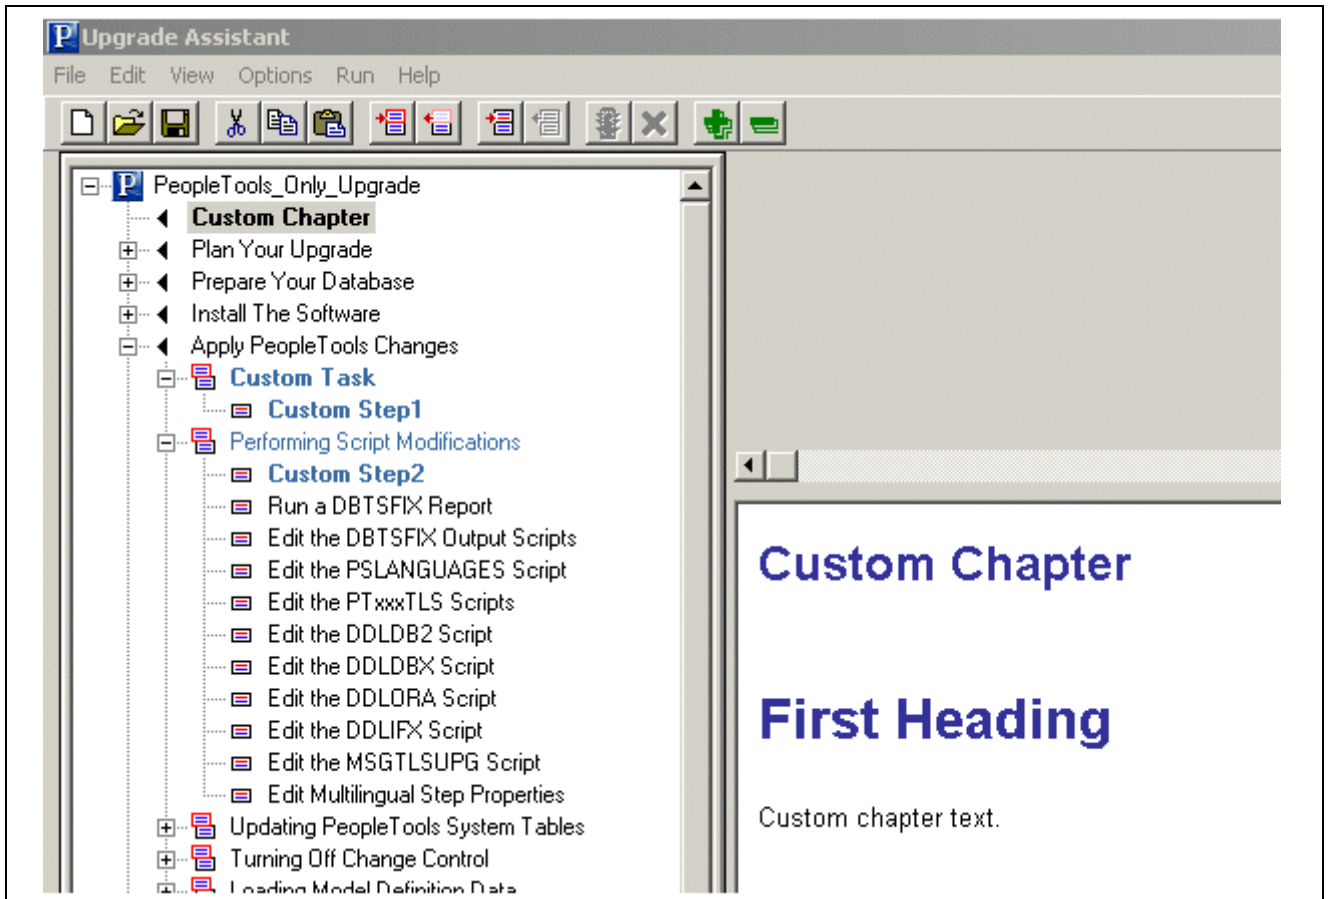 Upgrade Assistant
File Edit View Options Run Help
PeopleTools_Only_Upgrade
Custom Chapter
Plan Your Upgrade
Prepare Your Database
Install The Software
Apply PeopleTools Changes
Custom Task
Custom Step1
Performing Script Modifications
Custom Step2
Run a DBTSFIX Report
Edit the DBTSFIX Output Scripts
Edit the PSLANGUAGES Script
Edit the PTxxxTLS Scripts
Edit the DDLDB2 Script
Edit the DDLDBX Script
Edit the DDLORA Script
Edit the DDLIFX Script
Edit the MSGTLSUPG Script
Edit Multilingual Step Properties
Updating PeopleTools System Tables
Turning Off Change Control
Loading Model Definition Data
Custom Chapter
First Heading
Custom chapter text.